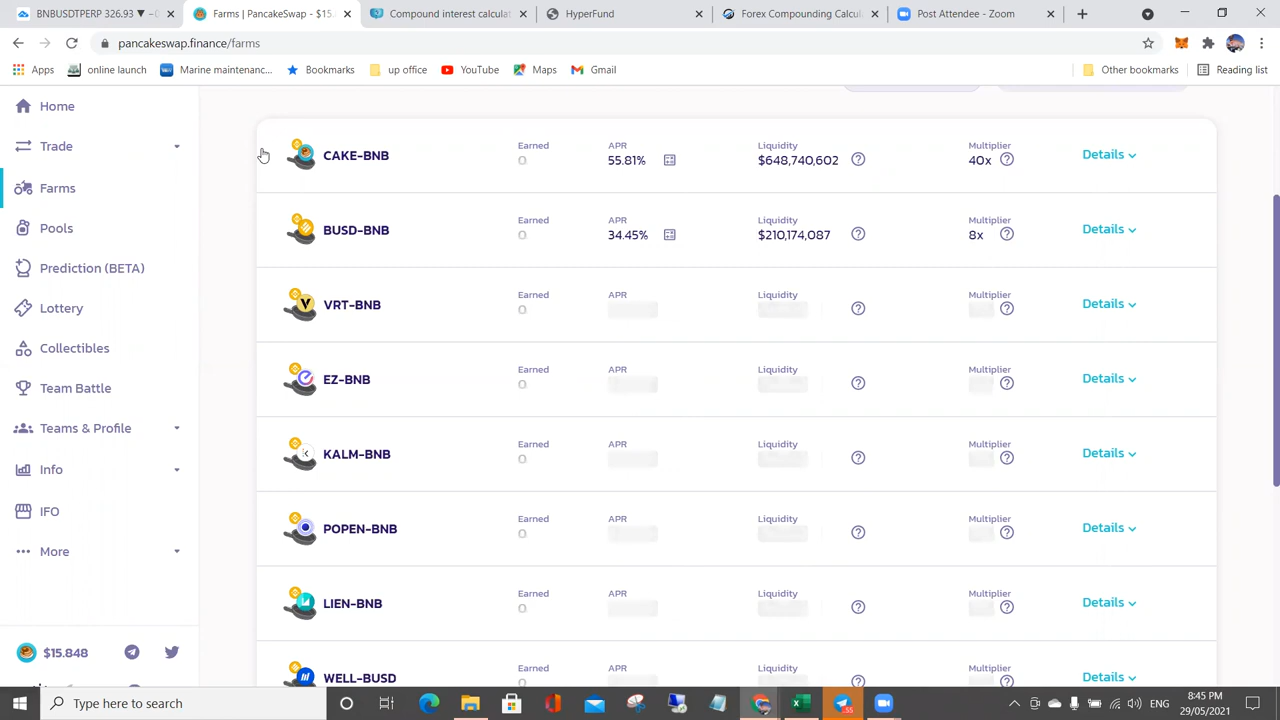 BNBUSDTPERP 326.93 ▼
Farms | PancakeSwap - $15.
Compound interest calculat
HyperFund
Forex Compounding Calcu
Post Attendee - Zoom
pancakeswap.finance/farms
Apps
online launch
Marine maintenanc...
Bookmarks
up office
YouTube
Maps
Gmail
Other bookmarks
Reading list
Home
Trade
Farms
Pools
Prediction (BETA)
Lottery
Collectibles
Team Battle
Teams & Profile
Info
IFO
More
$15.848
CAKE-BNB
Earned
0
APR
55.81%
Liquidity
$648,740,602
Multiplier
40x
Details
BUSD-BNB
Earned
0
APR
34.45%
Liquidity
$210,174,087
Multiplier
8x
Details
VRT-BNB
Earned
0
APR
Liquidity
Multiplier
Details
EZ-BNB
Earned
0
APR
Liquidity
Multiplier
Details
KALM-BNB
Earned
0
APR
Liquidity
Multiplier
Details
POPEN-BNB
Earned
0
APR
Liquidity
Multiplier
Details
LIEN-BNB
Earned
0
APR
Liquidity
Multiplier
Details
WELL-BUSD
Earned
0
APR
Liquidity
Multiplier
Details
Type here to search
55
ENG
8:45 PM
29/05/2021